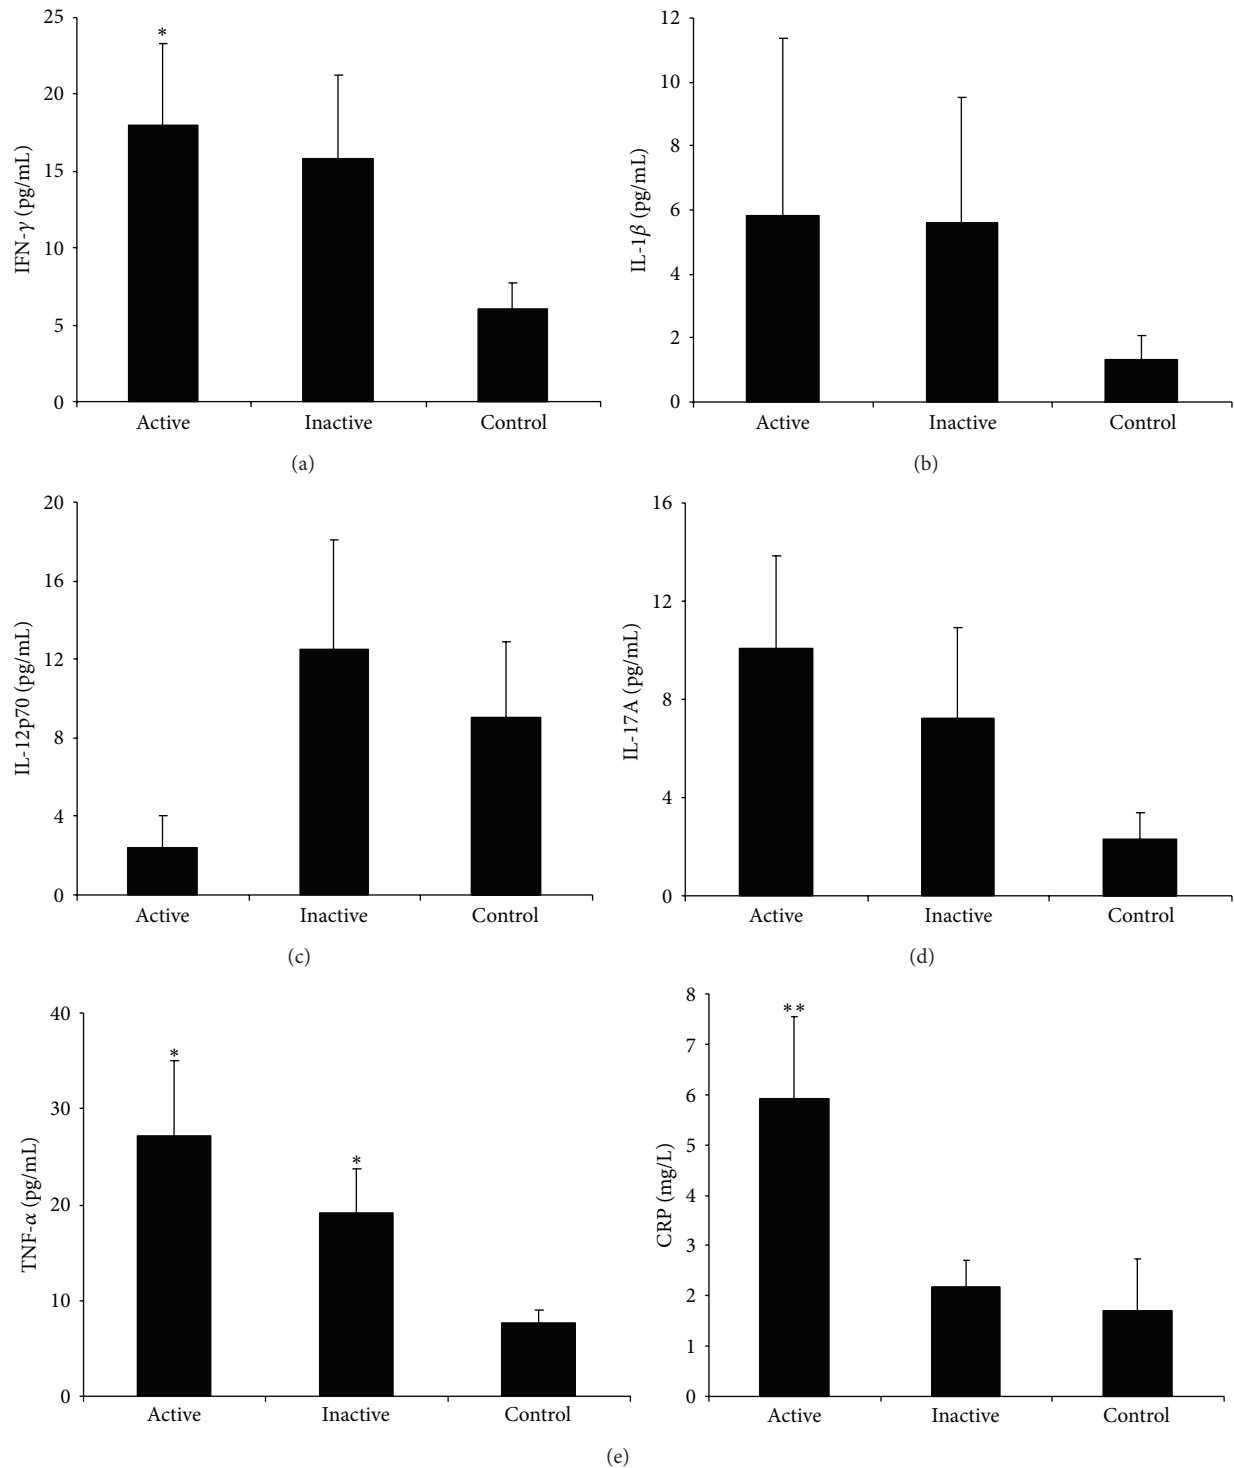 25
20
15
10
5
0
IFN-γ (pg/mL)
*
Active Inactive Control
(a)
12
10
8
6
4
2
0
IL-1β (pg/mL)
Active Inactive Control
(b)
20
16
12
8
4
0
IL-12p70 (pg/mL)
Active Inactive Control
(c)
16
12
8
4
0
IL-17A (pg/mL)
Active Inactive Control
(d)
40
30
20
10
0
TNF-α (pg/mL)
*
*
Active Inactive Control
8
7
6
5
4
3
2
1
0
CRP (mg/L)
**
Active Inactive Control
(e)